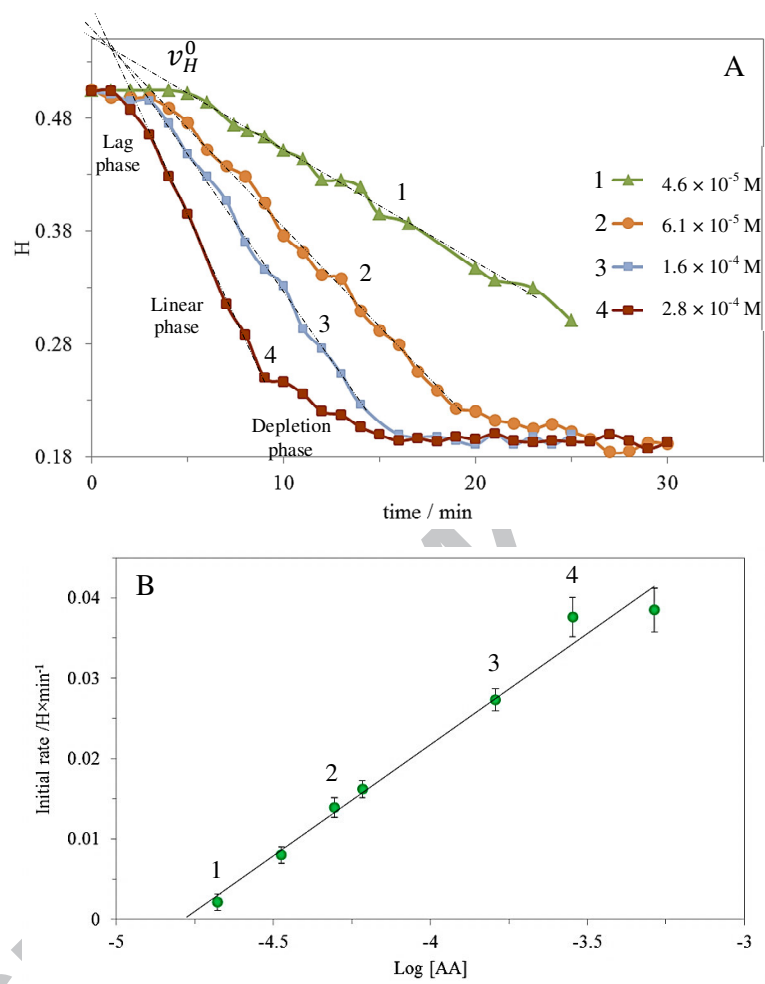 A
v_H^0
0.48
0.38
0.28
0.18
H
Lag
phase
Linear
phase
Depletion
phase
1
2
3
4
1 4.6 × 10⁻⁵ M
2 6.1 × 10⁻⁵ M
3 1.6 × 10⁻⁴ M
4 2.8 × 10⁻⁴ M
0 10 20 30
time / min
B
0.04
0.03
0.02
0.01
0
Initial rate /H×min⁻¹
1
2
3
4
-5 -4.5 -4 -3.5 -3
Log [AA]